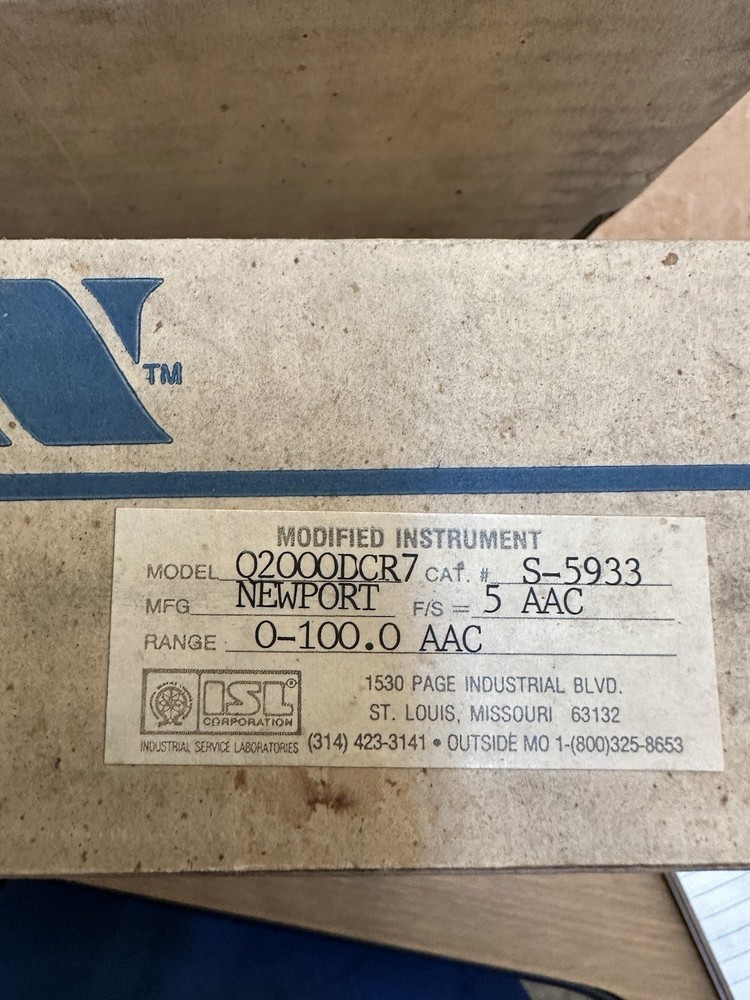 N TM
MODIFIED INSTRUMENT
MODEL Q2000DCR7 CAT. # S-5933
MFG NEWPORT F/S = 5 AAC
RANGE 0-100.0 AAC
ISL®
CORPORATION
1530 PAGE INDUSTRIAL BLVD.
ST. LOUIS, MISSOURI 63132
INDUSTRIAL SERVICE LABORATORIES (314) 423-3141 • OUTSIDE MO 1-(800)325-8653